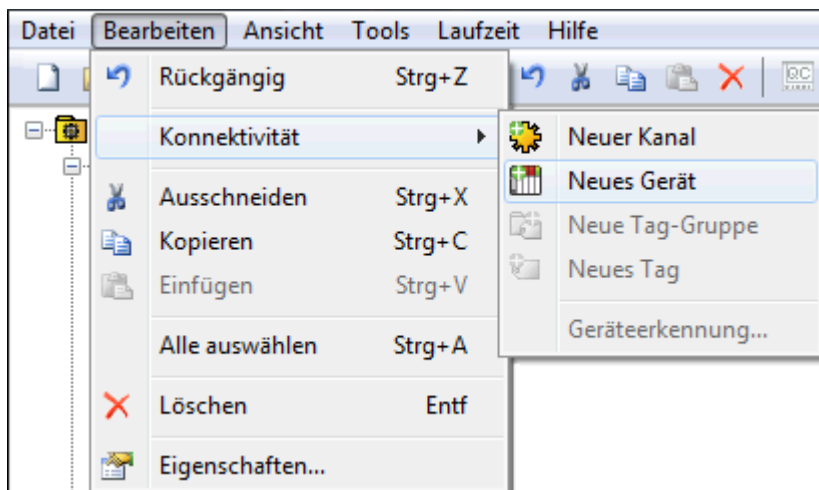 Datei Bearbeiten Ansicht Tools Laufzeit Hilfe
Rückgängig Strg+Z
QC
Konnektivität
Neuer Kanal
Neues Gerät
Neue Tag-Gruppe
Neues Tag
Geräteerkennung...
Ausschneiden Strg+X
Kopieren Strg+C
Einfügen Strg+V
Alle auswählen Strg+A
Löschen Entf
Eigenschaften...